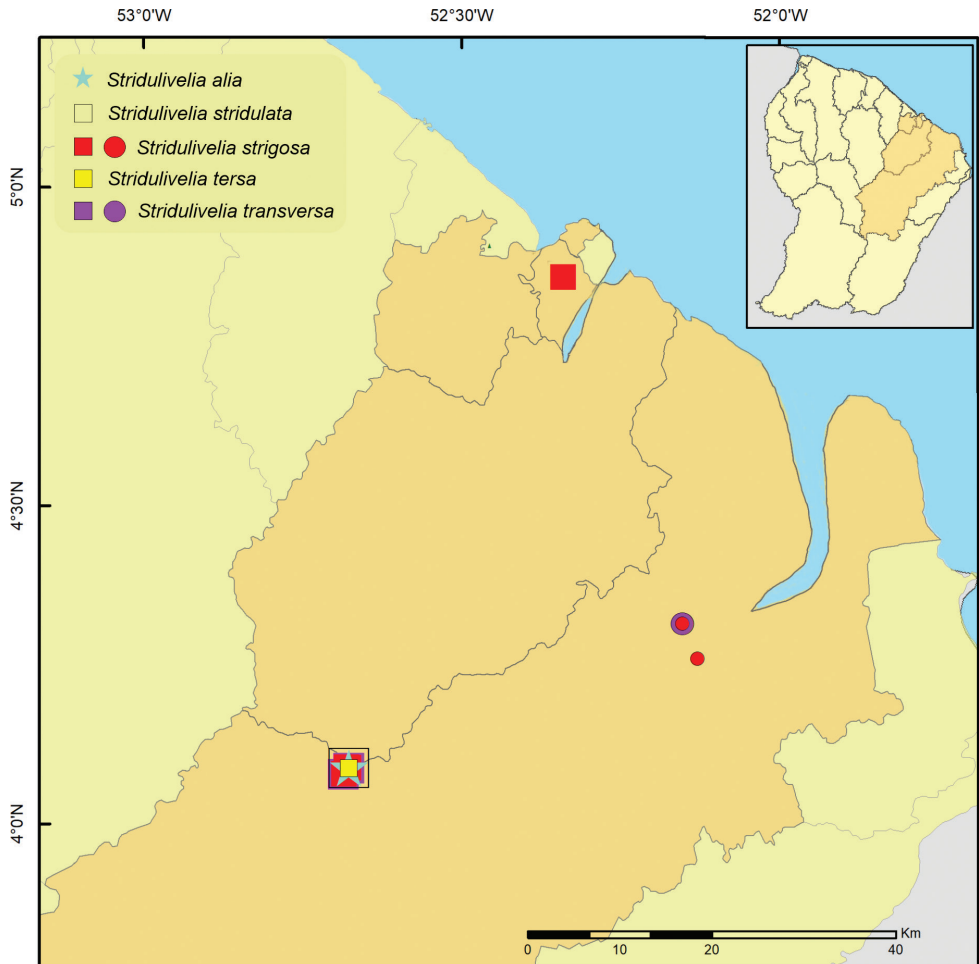 53°0'W 52°30'W 52°0'W
Stridulivelia alia
Stridulivelia stridulata
Stridulivelia strigosa
Stridulivelia tersa
Stridulivelia transversa
5°0'N
4°30'N
4°0'N
Km
0 10 20 40